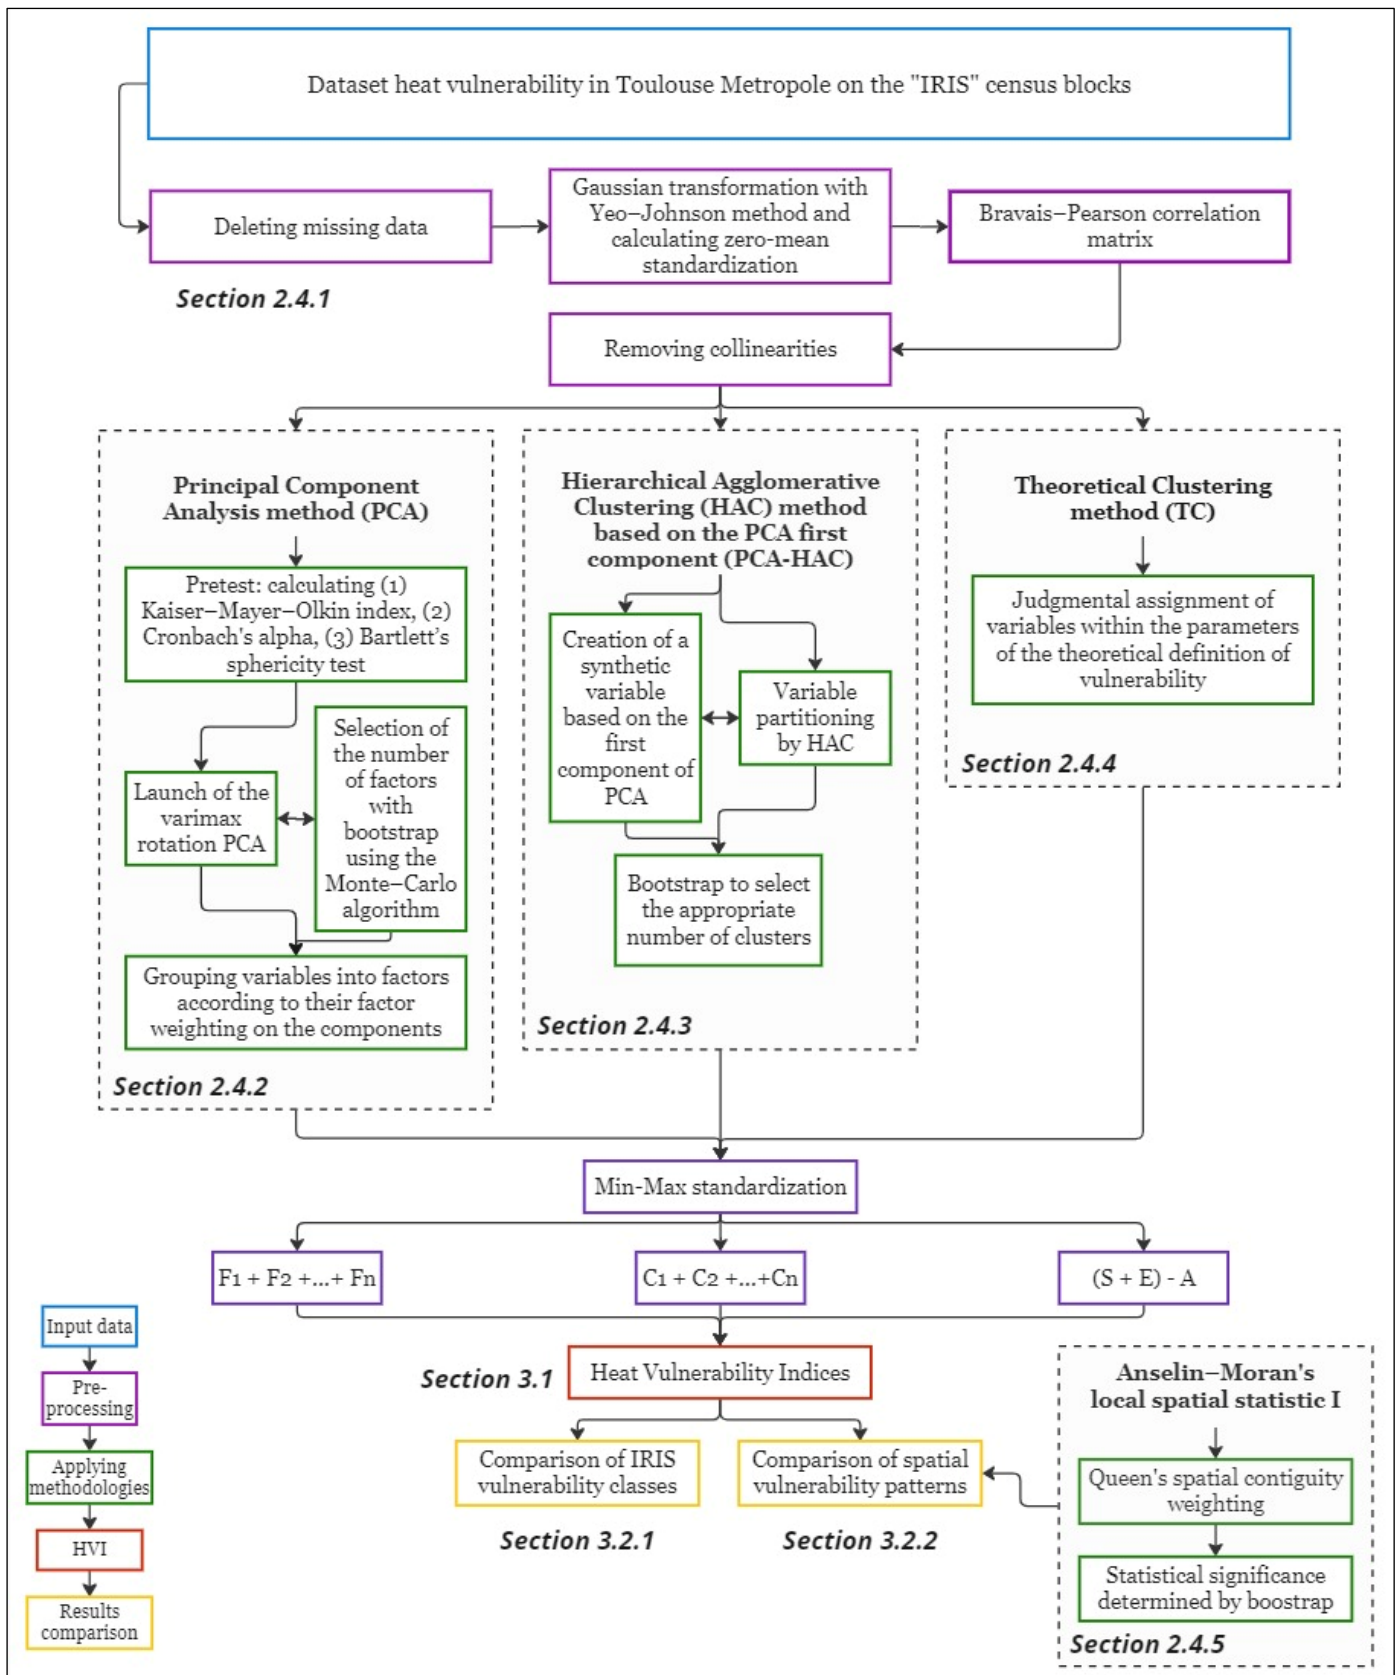 Dataset heat vulnerability in Toulouse Metropole on the "IRIS" census blocks
Deleting missing data
Gaussian transformation with
Yeo–Johnson method and
calculating zero-mean
standardization
Bravais–Pearson correlation
matrix
Section 2.4.1
Removing collinearities
Principal Component
Analysis method (PCA)
Pretest: calculating (1)
Kaiser–Mayer–Olkin index, (2)
Cronbach's alpha, (3) Bartlett's
sphericity test
Launch of the
varimax
rotation PCA
Selection of
the number
of factors
with
bootstrap
using the
Monte–Carlo
algorithm
Grouping variables into factors
according to their factor
weighting on the components
Section 2.4.2
Hierarchical Agglomerative
Clustering (HAC) method
based on the PCA first
component (PCA-HAC)
Creation of a
synthetic
variable
based on the
first
component of
PCA
Variable
partitioning
by HAC
Bootstrap to select
the appropriate
number of clusters
Section 2.4.3
Theoretical Clustering
method (TC)
Judgmental assignment of
variables within the parameters
of the theoretical definition of
vulnerability
Section 2.4.4
Min-Max standardization
F1 + F2 +...+ Fn
C1 + C2 +...+Cn
(S + E) - A
Heat Vulnerability Indices
Section 3.1
Comparison of IRIS
vulnerability classes
Section 3.2.1
Comparison of spatial
vulnerability patterns
Section 3.2.2
Anselin–Moran's
local spatial statistic I
Queen's spatial contiguity
weighting
Statistical significance
determined by boostrap
Section 2.4.5
Input data
Pre-
processing
Applying
methodologies
HVI
Results
comparison